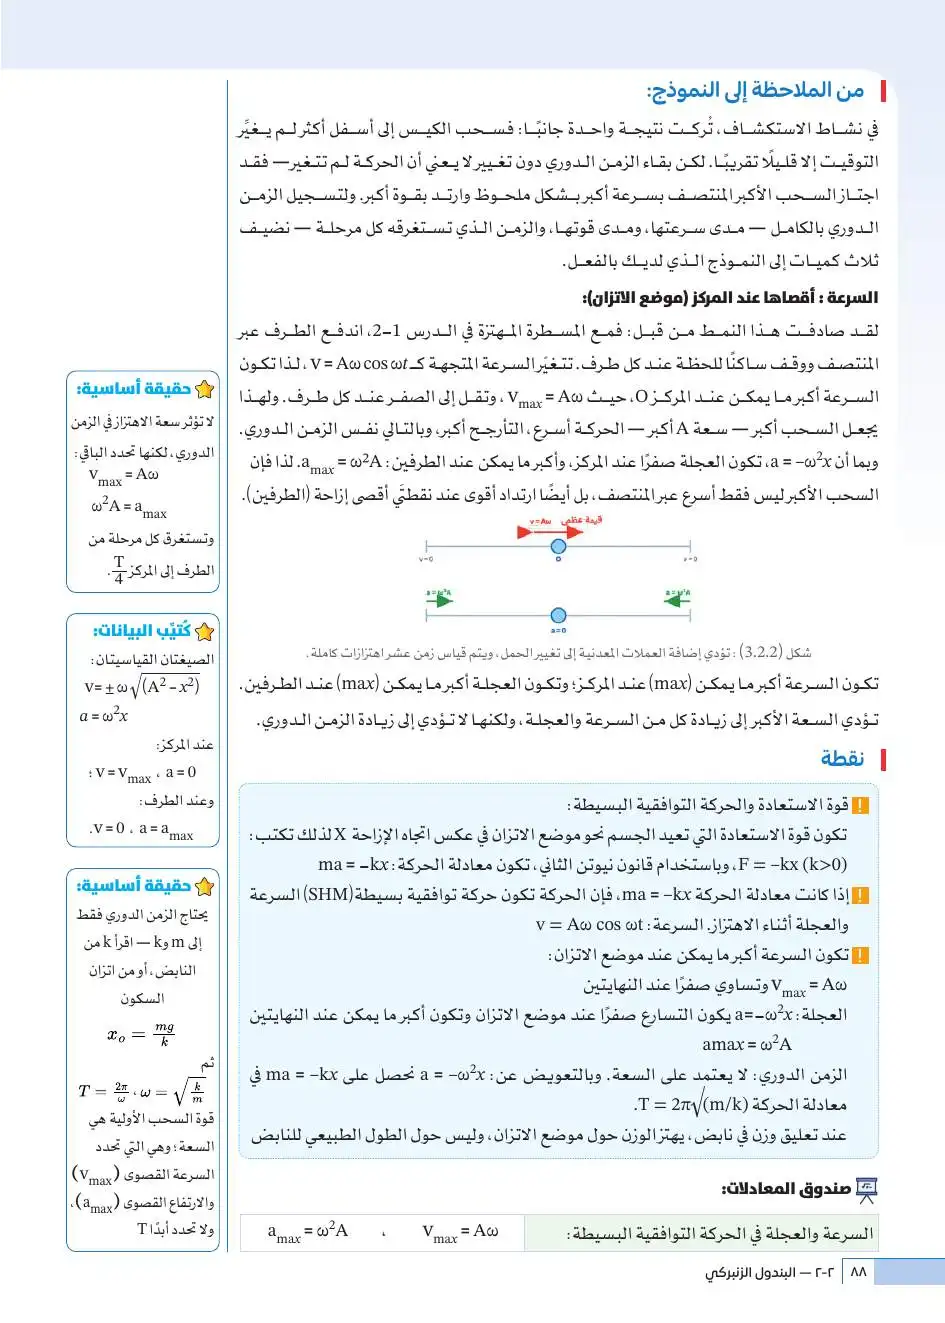 من الملاحظة إلى النموذج:
في نشاط الاستكشاف، تُركت نتيجة واحدة جانبًا: فسحب الكيس إلى أسفل أكثر لم يغيِّر
التوقيت إلا قليلًا تقريبًا. لكن بقاء الزمن الدوري دون تغيير لا يعني أن الحركة لم تتغير— فقد
اجتاز السحب الأكبر المنتصف بسرعة أكبر بشكل ملحوظ وارتد بقوة أكبر. ولتسجيل الزمن
الدوري بالكامل — مدى سرعتها، ومدى قوتها، والزمن الذي تستغرقه كل مرحلة — نضيف
ثلاث كميات إلى النموذج الذي لديك بالفعل.
السرعة : أقصاها عند المركز (موضع الاتزان):
لقد صادفت هذا النمط من قبل: فمع المسطرة المهتزة في الدرس 1–2، اندفع الطرف عبر
المنتصف ووقف ساكنًا للحظة عند كل طرف. تتغيّر السرعة المتجهة كـ v = Aω cos ωt، لذا تكون
السرعة أكبر ما يمكن عند المركز O، حيث vmax = Aω، وتقل إلى الصفر عند كل طرف. ولهذا
يجعل السحب أكبر — سعة A أكبر — الحركة أسرع، التأرجح أكبر، وبالتالي نفس الزمن الدوري.
وبما أن a = –ω²x، تكون العجلة صفرًا عند المركز، وأكبر ما يمكن عند الطرفين: amax = ω²A. لذا فإن
السحب الأكبر ليس فقط أسرع عبر المنتصف، بل أيضًا ارتداد أقوى عند نقطتَي أقصى إزاحة (الطرفين).
v = Aω قيمة عظمى
v = 0 O v = 0
a = ω²A a = ω²A
a = 0
شكل (3.2.2) : تؤدي إضافة العملات المعدنية إلى تغيير الحمل، ويتم قياس زمن عشر اهتزازات كاملة.
تكون السرعة أكبر ما يمكن (max) عند المركز؛ وتكون العجلة أكبر ما يمكن (max) عند الطرفين.
تؤدي السعة الأكبر إلى زيادة كل من السرعة والعجلة، ولكنها لا تؤدي إلى زيادة الزمن الدوري.
نقطة
قوة الاستعادة والحركة التوافقية البسيطة:
تكون قوة الاستعادة التي تعيد الجسم نحو موضع الاتزان في عكس اتجاه الإزاحة X لذلك تكتب:
F = –kx (k>0)، وباستخدام قانون نيوتن الثاني، تكون معادلة الحركة: ma = –kx
إذا كانت معادلة الحركة ma = –kx، فإن الحركة تكون حركة توافقية بسيطة(SHM) السرعة
والعجلة أثناء الاهتزاز. السرعة: v = Aω cos ωt
تكون السرعة أكبر ما يمكن عند موضع الاتزان:
vmax = Aω وتساوي صفرًا عند النهايتين
العجلة: a=–ω²x يكون التسارع صفرًا عند موضع الاتزان وتكون أكبر ما يمكن عند النهايتين
amax = ω²A
الزمن الدوري: لا يعتمد على السعة. وبالتعويض عن: a = –ω²x نحصل على ma = –kx في
معادلة الحركة T = 2π√(m/k).
عند تعليق وزن في نابض، يهتز الوزن حول موضع الاتزان، وليس حول الطول الطبيعي للنابض
صندوق المعادلات:
السرعة والعجلة في الحركة التوافقية البسيطة: vmax = Aω ، amax = ω²A
حقيقة أساسية:
لا تؤثر سعة الاهتزاز في الزمن
الدوري، لكنها تحدد الباقي:
vmax = Aω
ω²A = amax
وتستغرق كل مرحلة من
الطرف إلى المركز T/4.
كُتيّب البيانات:
الصيغتان القياسيتان:
v= ± ω√(A² – x²)
a = ω²x
عند المركز:
v = vmax ، a = 0 ؛
وعند الطرف:
v = 0 ، a = amax.
حقيقة أساسية:
يحتاج الزمن الدوري فقط
إلى m وk — اقرأ k من
النابض، أو من اتزان
السكون
xo = mg/k
ثم
T = 2π/ω ، ω = √(k/m)
قوة السحب الأولية هي
السعة؛ وهي التي تحدد
السرعة القصوى (vmax)
والارتفاع القصوى (amax)،
ولا تحدد أبدًا T
٨٨ ٢-٢ — البندول الزنبركي